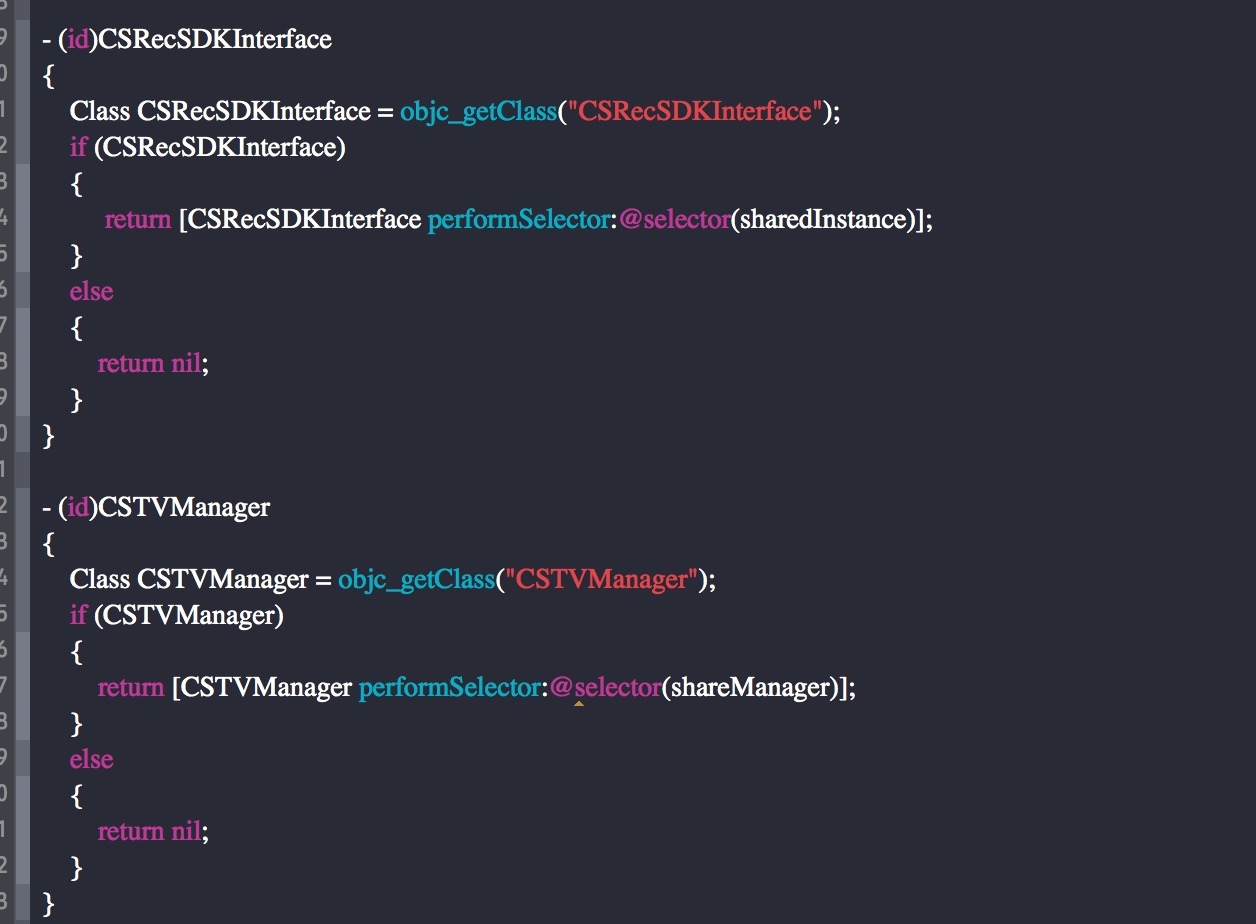 - (id)CSRecSDKInterface
{
Class CSRecSDKInterface = objc_getClass("CSRecSDKInterface");
if (CSRecSDKInterface)
{
return [CSRecSDKInterface performSelector:@selector(sharedInstance)];
}
else
{
return nil;
}
}
- (id)CSTVManager
{
Class CSTVManager = objc_getClass("CSTVManager");
if (CSTVManager)
{
return [CSTVManager performSelector:@selector(shareManager)];
}
else
{
return nil;
}
}